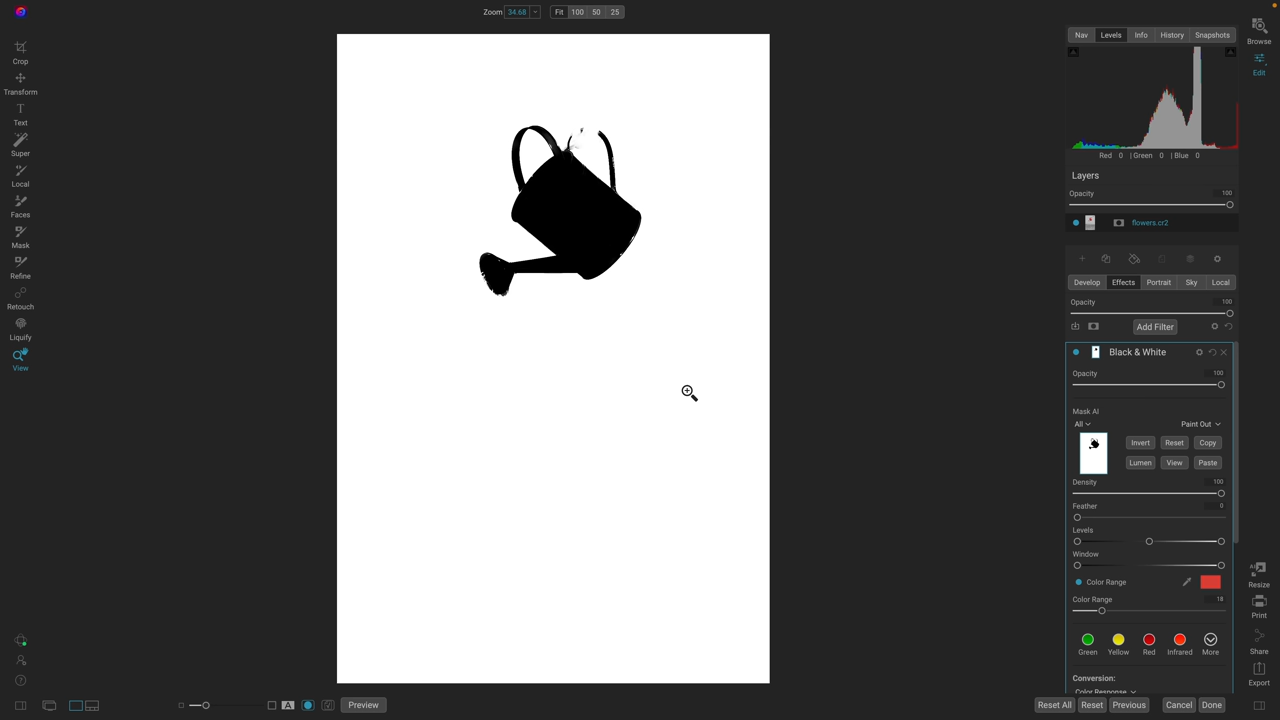 Zoom 34.68 Fit 100 50 25
Crop
Transform
Text
Super
Local
Faces
Mask
Refine
Retouch
Liquify
View
Nav Levels Info History Snapshots
Red 0 | Green 0 | Blue 0
Layers
Opacity 100
flowers.cr2
Develop Effects Portrait Sky Local
Opacity 100
Add Filter
Black & White
Opacity 100
Mask AI
All Paint Out
Invert Reset Copy
Lumen View Paste
Density 100
Feather 0
Levels
Window
Color Range
Color Range 18
Green Yellow Red Infrared More
Conversion:
Color Response
Browse
Edit
AI
Resize
Print
Share
Export
A Preview
Reset All Reset Previous Cancel Done